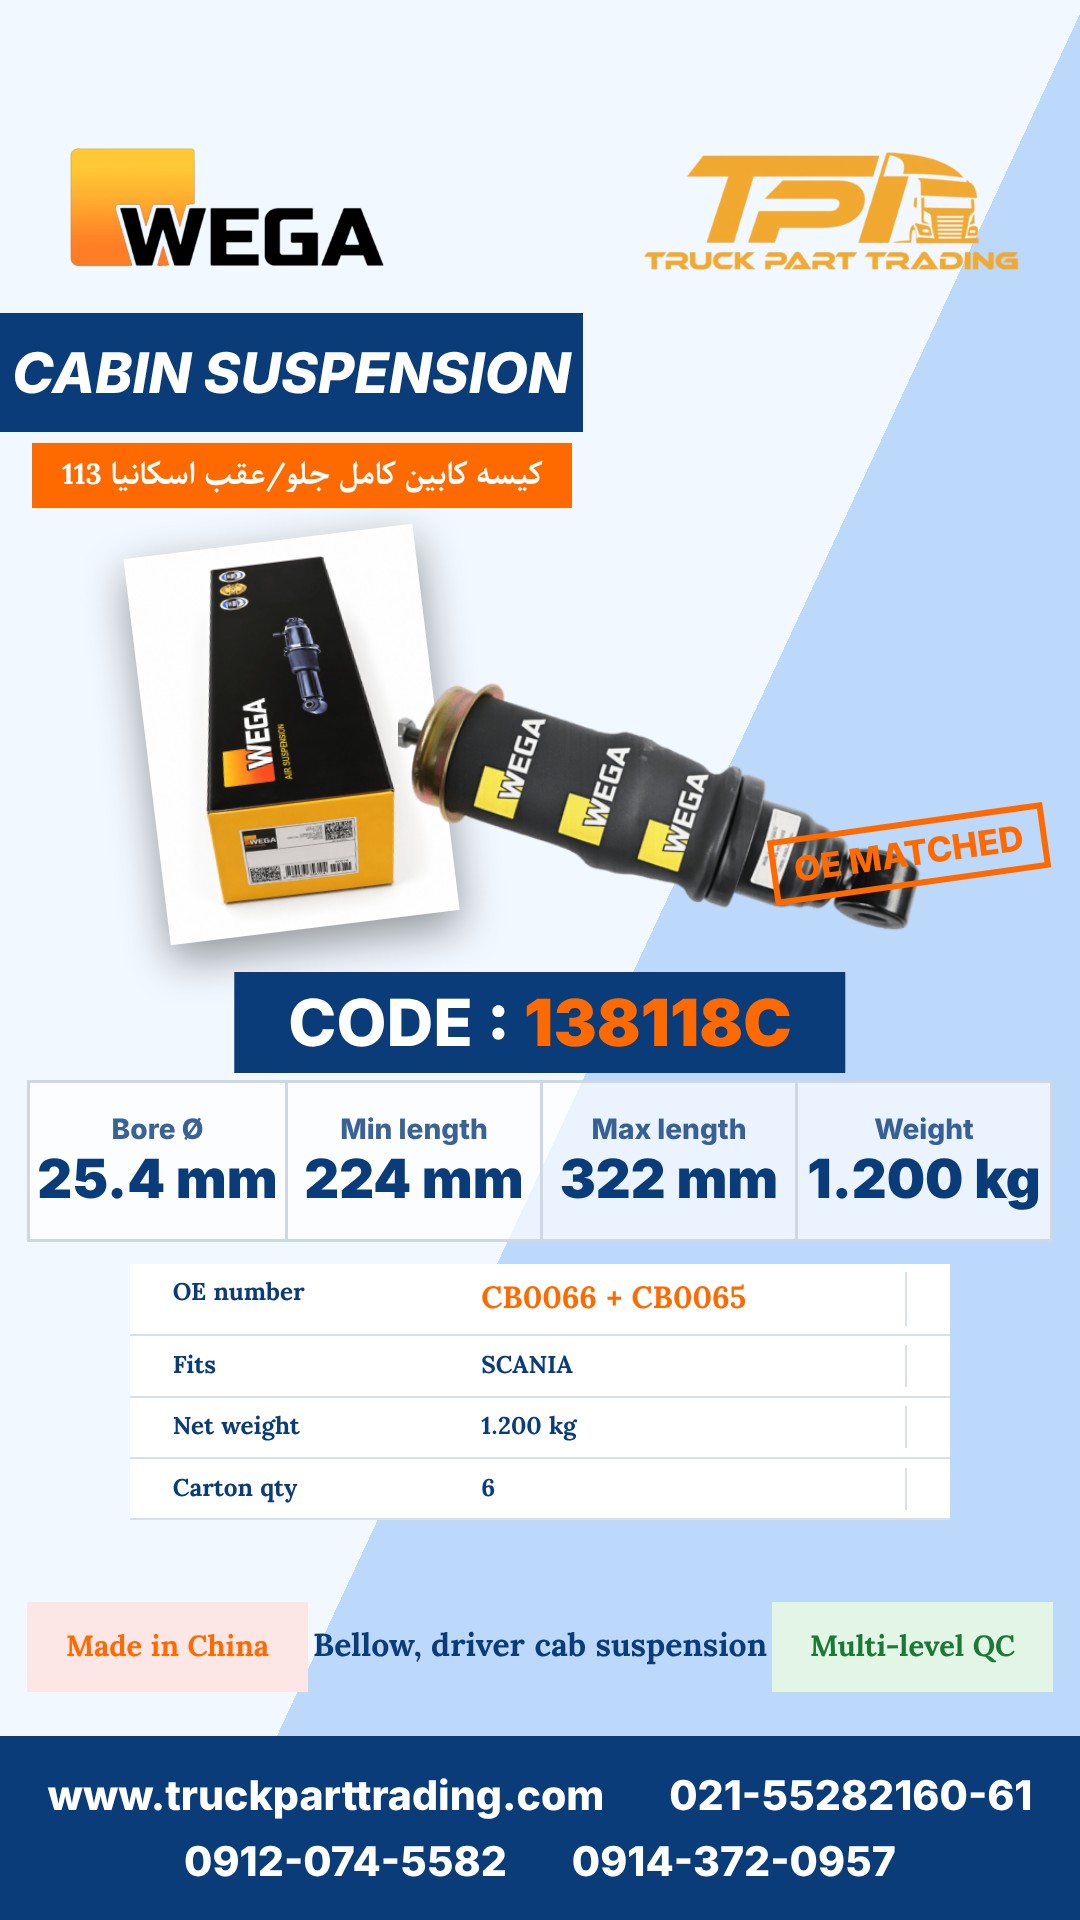 WEGA
TPT
TRUCK PART TRADING
CABIN SUSPENSION
کیسه کابین کامل جلو/عقب اسکانیا 113
WEGA
AIR SUSPENSION
WEGA
WEGA
WEGA
WEGA
OE MATCHED
CODE : 138118C
Bore Ø
25.4 mm
Min length
224 mm
Max length
322 mm
Weight
1.200 kg
OE number CB0066 + CB0065
Fits SCANIA
Net weight 1.200 kg
Carton qty 6
Made in China
Bellow, driver cab suspension
Multi-level QC
www.truckparttrading.com 021-55282160-61
0912-074-5582 0914-372-0957